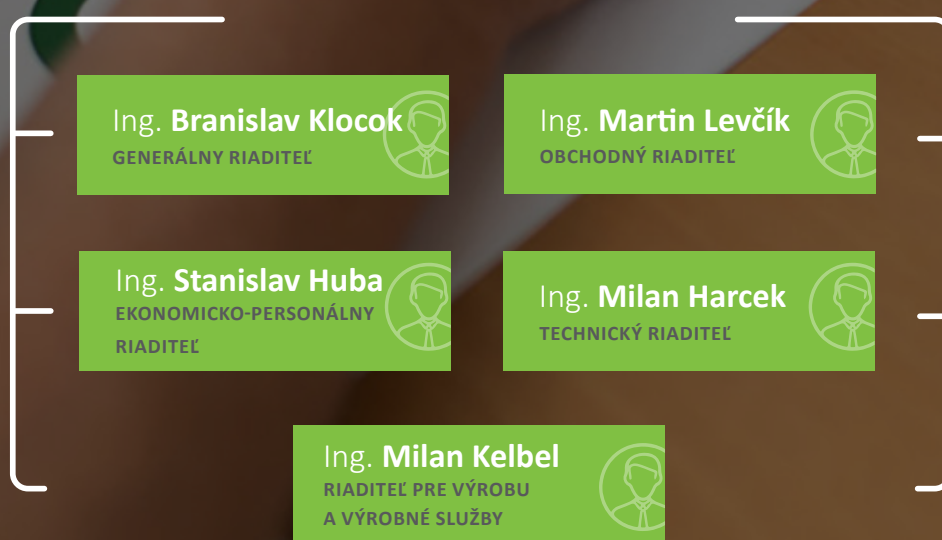 Ing. Branislav Klocok
GENERÁLNY RIADITEĽ
Ing. Martin Levčík
OBCHODNÝ RIADITEĽ
Ing. Stanislav Huba
EKONOMICKO-PERSONÁLNY
RIADITEĽ
Ing. Milan Harcek
TECHNICKÝ RIADITEĽ
Ing. Milan Kelbel
RIADITEĽ PRE VÝROBU
A VÝROBNÉ SLUŽBY